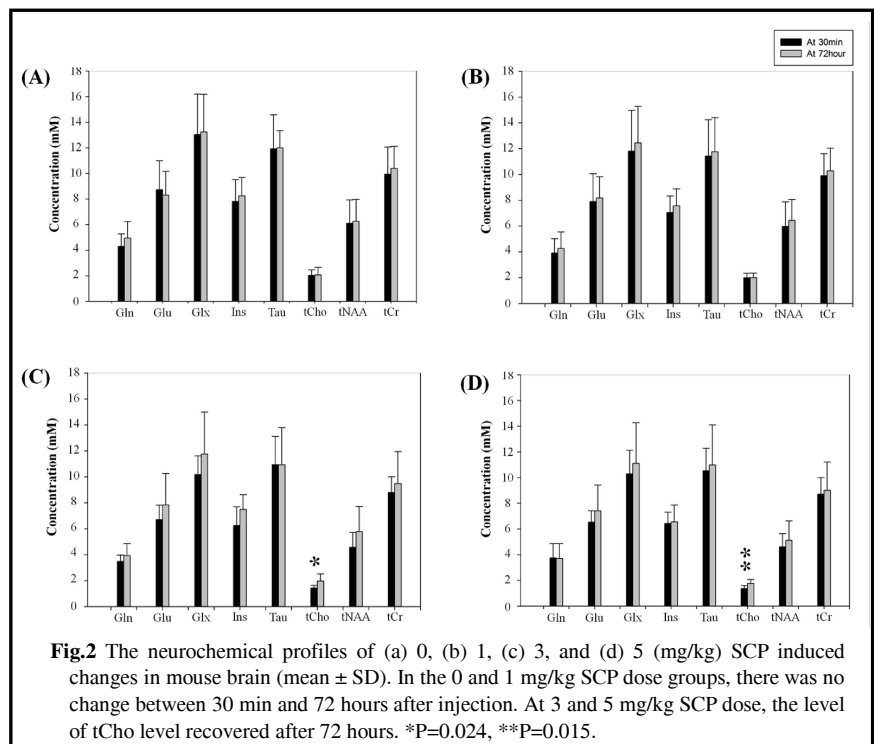 At 30min
At 72hour
(A)
18
16
14
12
10
8
6
4
2
0
Concentration (mM)
Gln Glu Glx Ins Tau tCho tNAA tCr
(B)
18
16
14
12
10
8
6
4
2
0
Concentration (mM)
Gln Glu Glx Ins Tau tCho tNAA tCr
(C)
18
16
14
12
10
8
6
4
2
0
Concentration (mM)
*
Gln Glu Glx Ins Tau tCho tNAA tCr
(D)
18
16
14
12
10
8
6
4
2
0
Concentration (mM)
**
Gln Glu Glx Ins Tau tCho tNAA tCr
Fig.2 The neurochemical profiles of (a) 0, (b) 1, (c) 3, and (d) 5 (mg/kg) SCP induced
changes in mouse brain (mean ± SD). In the 0 and 1 mg/kg SCP dose groups, there was no
change between 30 min and 72 hours after injection. At 3 and 5 mg/kg SCP dose, the level
of tCho level recovered after 72 hours. *P=0.024, **P=0.015.